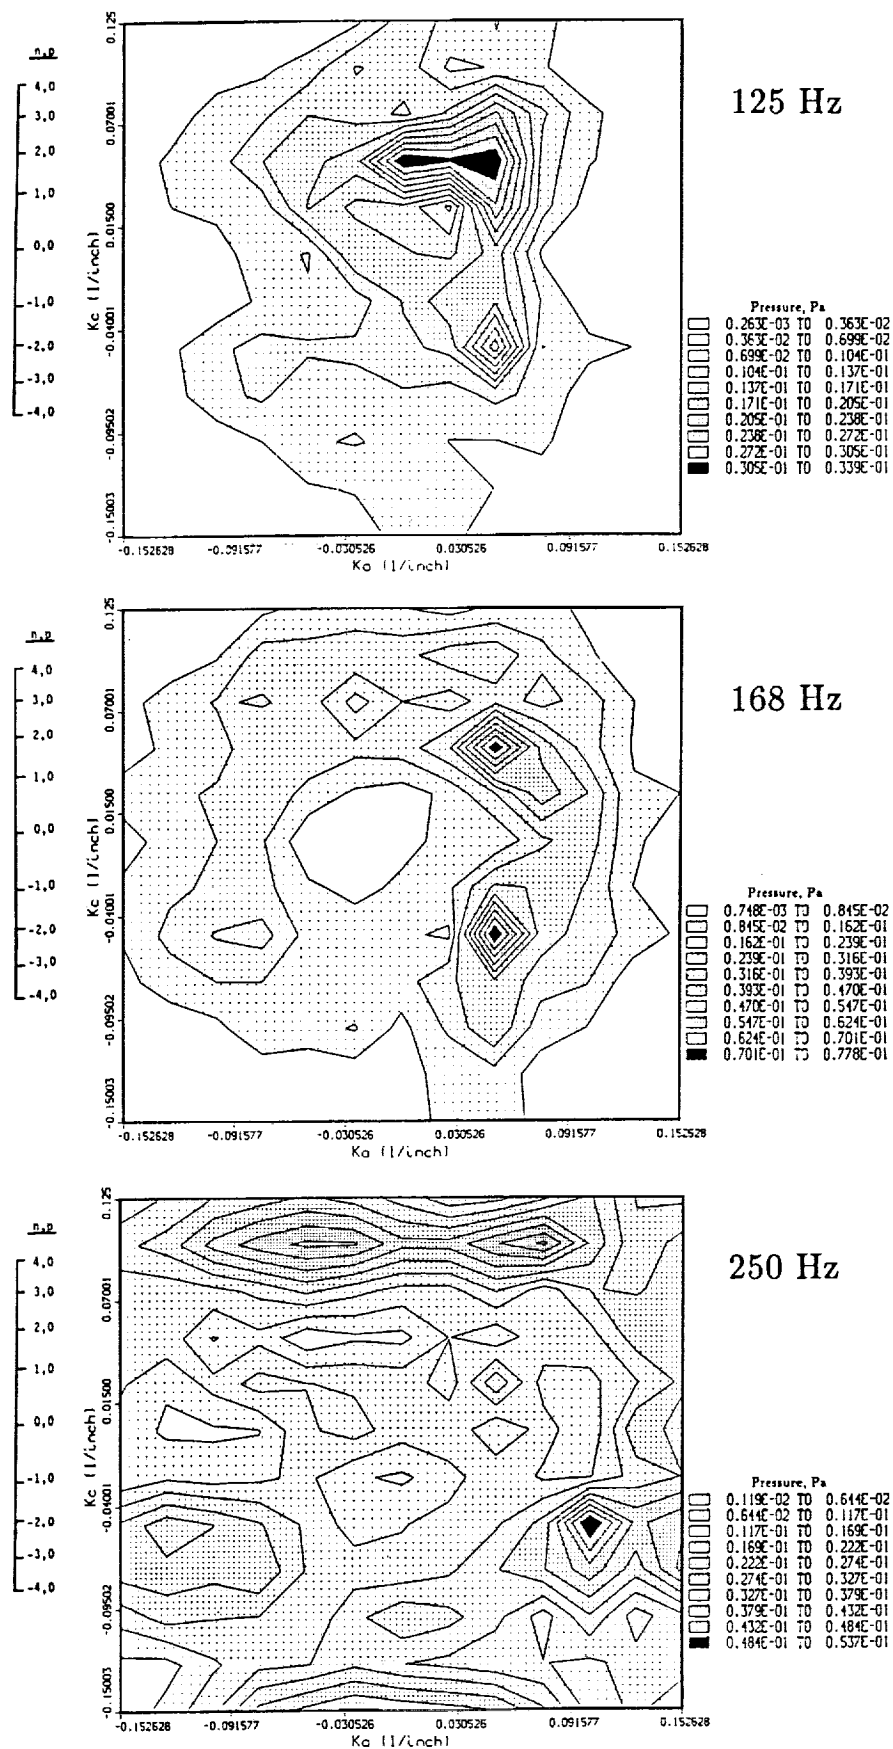 125 Hz
n,p
4,0
3,0
2,0
1,0
0,0
-1,0
-2,0
-3,0
-4,0
Kc (1/inch)
0.125
0.07001
0.01500
-0.04001
-0.09502
-0.15003
-0.152628 -0.091577 -0.030526 0.030526 0.091577 0.152628
Ka (1/inch)
Pressure, Pa
0.263E-03 TO 0.363E-02
0.363E-02 TO 0.699E-02
0.699E-02 TO 0.104E-01
0.104E-01 TO 0.137E-01
0.137E-01 TO 0.171E-01
0.171E-01 TO 0.205E-01
0.205E-01 TO 0.238E-01
0.238E-01 TO 0.272E-01
0.272E-01 TO 0.305E-01
0.305E-01 TO 0.339E-01
168 Hz
n,p
4,0
3,0
2,0
1,0
0,0
-1,0
-2,0
-3,0
-4,0
Kc (1/inch)
0.125
0.07001
0.01500
-0.04001
-0.09502
-0.15003
-0.152628 -0.091577 -0.030526 0.030526 0.091577 0.152628
Ka (1/inch)
Pressure, Pa
0.748E-03 TO 0.845E-02
0.845E-02 TO 0.162E-01
0.162E-01 TO 0.239E-01
0.239E-01 TO 0.316E-01
0.316E-01 TO 0.393E-01
0.393E-01 TO 0.470E-01
0.470E-01 TO 0.547E-01
0.547E-01 TO 0.624E-01
0.624E-01 TO 0.701E-01
0.701E-01 TO 0.778E-01
250 Hz
n,p
4,0
3,0
2,0
1,0
0,0
-1,0
-2,0
-3,0
-4,0
Kc (1/inch)
0.125
0.07001
0.01500
-0.04001
-0.09502
-0.15003
-0.152628 -0.091577 -0.030526 0.030526 0.091577 0.152628
Ka (1/inch)
Pressure, Pa
0.119E-02 TO 0.644E-02
0.644E-02 TO 0.117E-01
0.117E-01 TO 0.169E-01
0.169E-01 TO 0.222E-01
0.222E-01 TO 0.274E-01
0.274E-01 TO 0.327E-01
0.327E-01 TO 0.379E-01
0.379E-01 TO 0.432E-01
0.432E-01 TO 0.484E-01
0.484E-01 TO 0.537E-01